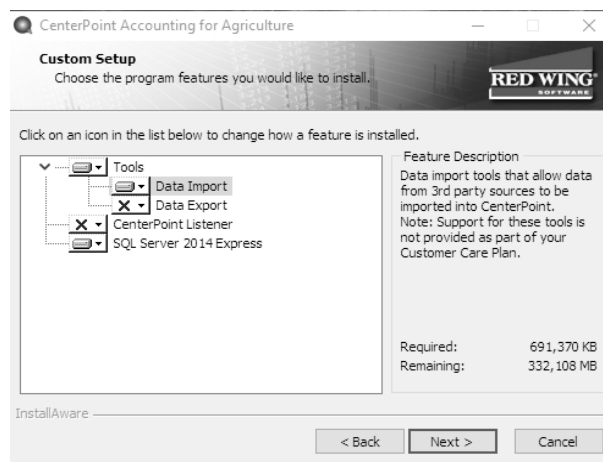 CenterPoint Accounting for Agriculture
Custom Setup
Choose the program features you would like to install.
RED WING
SOFTWARE
Click on an icon in the list below to change how a feature is installed.
Tools
Data Import
Data Export
CenterPoint Listener
SQL Server 2014 Express
Feature Description
Data import tools that allow data
from 3rd party sources to be
imported into CenterPoint.
Note: Support for these tools is
not provided as part of your
Customer Care Plan.
Required: 691,370 KB
Remaining: 332,108 MB
InstallAware
< Back Next > Cancel